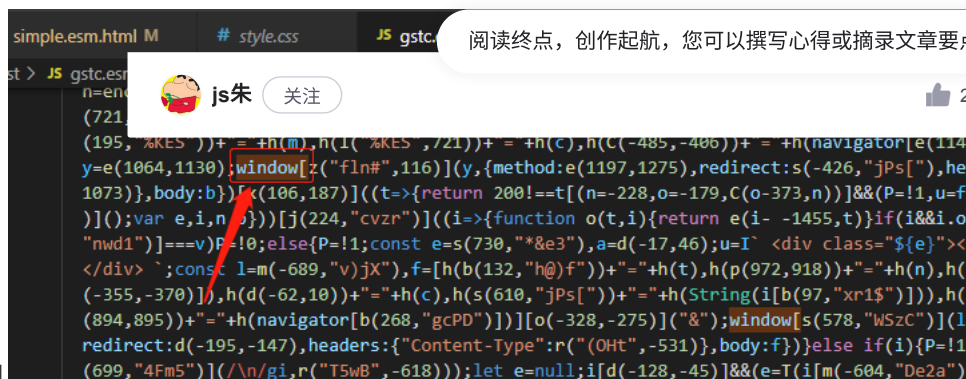 simple.esm.html M # style.css JS gstc.e
阅读终点，创作起航，您可以撰写心得或摘录文章要点
st > JS gstc.esm
js朱 关注
n=enc
(721,
(195,"%KES"))+"="+h(m),h(I("%KES",721))+"="+h(c),h(C(-485,-406))+"="+h(navigator[e(114
y=e(1064,1130);window[z("fln#",116)](y,{method:e(1197,1275),redirect:s(-426,"jPs["),he
1073)},body:b})[x(106,187)]((t=>{return 200!==t[(n=-228,o=-179,C(o-373,n))]&&(P=!1,u=f
)]();var e,i,n,o}))[j(224,"cvzr")]((i=>{function o(t,i){return e(i- -1455,t)}if(i&&i.o
"nwd1")]===v)P=!0;else{P=!1;const e=s(730,"*&e3"),a=d(-17,46);u=I` <div class="${e}"><
</div> `;const l=m(-689,"v)jX"),f=[h(b(132,"h@)f"))+"="+h(t),h(p(972,918))+"="+h(n),h(
(-355,-370)]),h(d(-62,10))+"="+h(c),h(s(610,"jPs["))+"="+h(String(i[b(97,"xr1$")])),h(
(894,895))+"="+h(navigator[b(268,"gcPD")])][o(-328,-275)]("&");window[s(578,"WSzC")](l
redirect:d(-195,-147),headers:{"Content-Type":r("(OHt",-531)},body:f})}else if(i){P=!1
(699,"4Fm5")](/\n/gi,r("T5wB",-618)));let e=null;i[d(-128,-45)]&&(e=T(i[m(-604,"De2a")